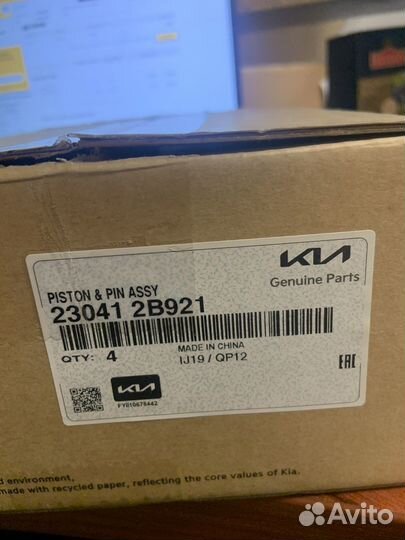 KIA
Genuine Parts
PISTON & PIN ASSY
23041 2B921
MADE IN CHINA
QTY: 4
IJ19 / QP12
EAC
KIA
FY010678442
d environment,
made with recycled paper, reflecting the core values of Kia.
Avito